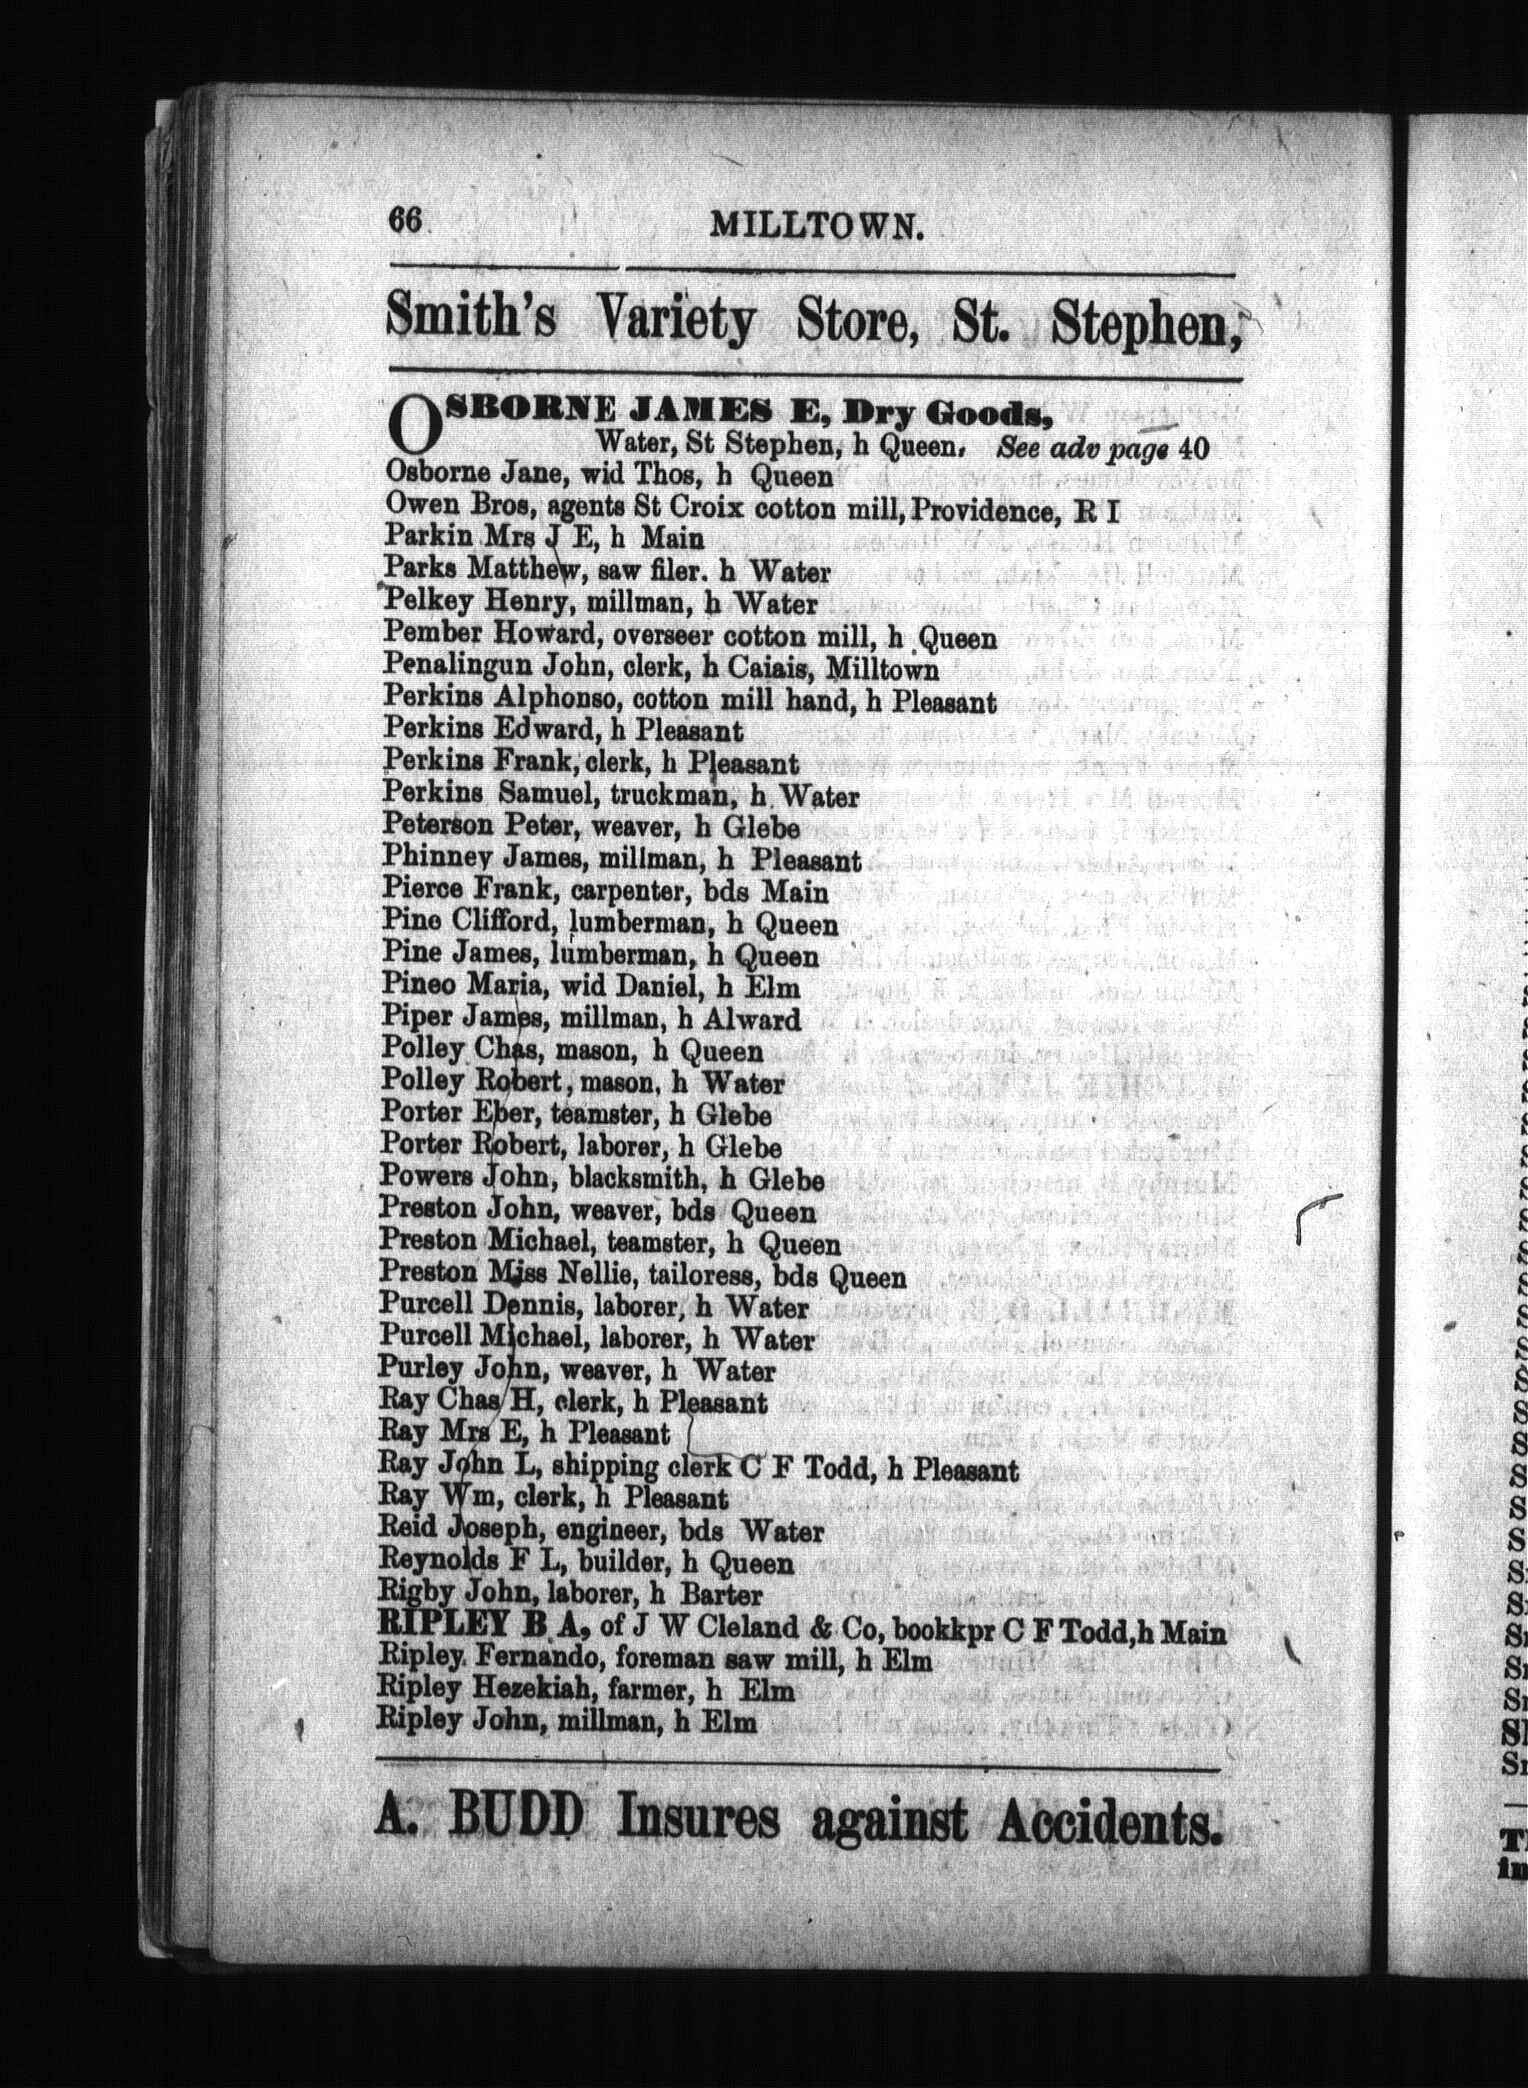 66 MILLTOWN.
Smith's Variety Store, St. Stephen,
OSBORNE JAMES E, Dry Goods,
Water, St Stephen, h Queen. See adv page 40
Osborne Jane, wid Thos, h Queen
Owen Bros, agents St Croix cotton mill, Providence, R I
Parkin Mrs J E, h Main
Parks Matthew, saw filer. h Water
Pelkey Henry, millman, h Water
Pember Howard, overseer cotton mill, h Queen
Penalingun John, clerk, h Caiais, Milltown
Perkins Alphonso, cotton mill hand, h Pleasant
Perkins Edward, h Pleasant
Perkins Frank, clerk, h Pleasant
Perkins Samuel, truckman, h Water
Peterson Peter, weaver, h Glebe
Phinney James, millman, h Pleasant
Pierce Frank, carpenter, bds Main
Pine Clifford, lumberman, h Queen
Pine James, lumberman, h Queen
Pineo Maria, wid Daniel, h Elm
Piper James, millman, h Alward
Polley Chas, mason, h Queen
Polley Robert, mason, h Water
Porter Eber, teamster, h Glebe
Porter Robert, laborer, h Glebe
Powers John, blacksmith, h Glebe
Preston John, weaver, bds Queen
Preston Michael, teamster, h Queen
Preston Miss Nellie, tailoress, bds Queen
Purcell Dennis, laborer, h Water
Purcell Michael, laborer, h Water
Purley John, weaver, h Water
Ray Chas H, clerk, h Pleasant
Ray Mrs E, h Pleasant
Ray John L, shipping clerk C F Todd, h Pleasant
Ray Wm, clerk, h Pleasant
Reid Joseph, engineer, bds Water
Reynolds F L, builder, h Queen
Rigby John, laborer, h Barter
RIPLEY B A, of J W Cleland & Co, bookkpr C F Todd, h Main
Ripley Fernando, foreman saw mill, h Elm
Ripley Hezekiah, farmer, h Elm
Ripley John, millman, h Elm
A. BUDD Insures against Accidents.